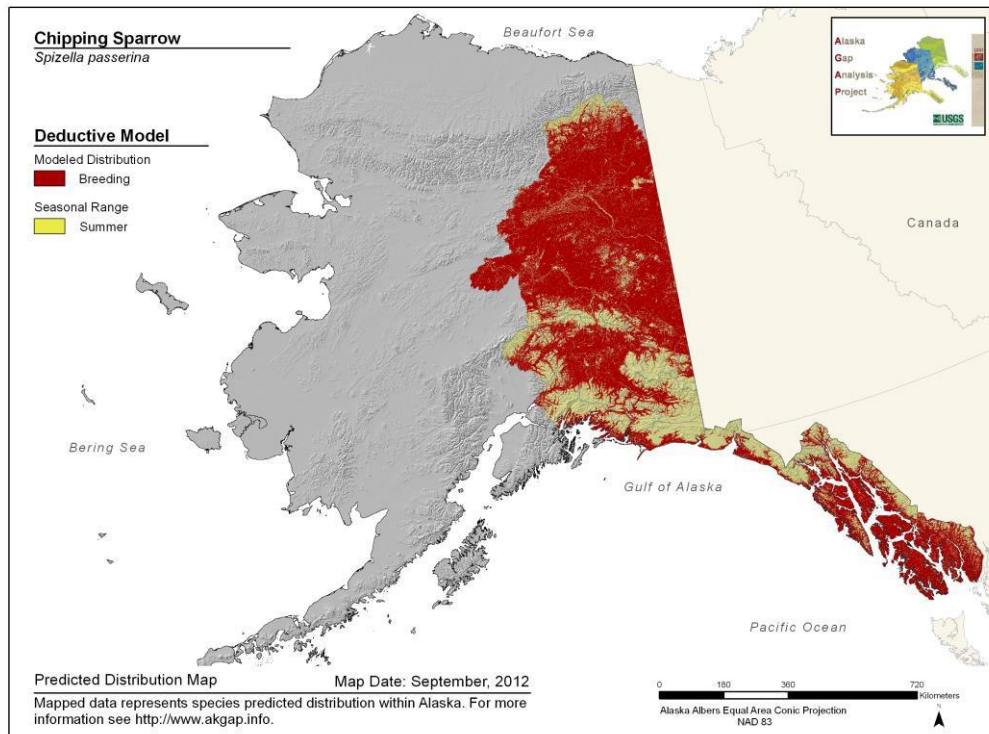 Chipping Sparrow
Spizella passerina
Deductive Model
Modeled Distribution
Breeding
Seasonal Range
Summer
Beaufort Sea
Alaska
Gap
Analysis
Project
USGS
Canada
Bering Sea
Gulf of Alaska
Pacific Ocean
Predicted Distribution Map Map Date: September, 2012
Mapped data represents species predicted distribution within Alaska. For more
information see http://www.akgap.info.
0 180 360 720
Kilometers
Alaska Albers Equal Area Conic Projection
NAD 83
N